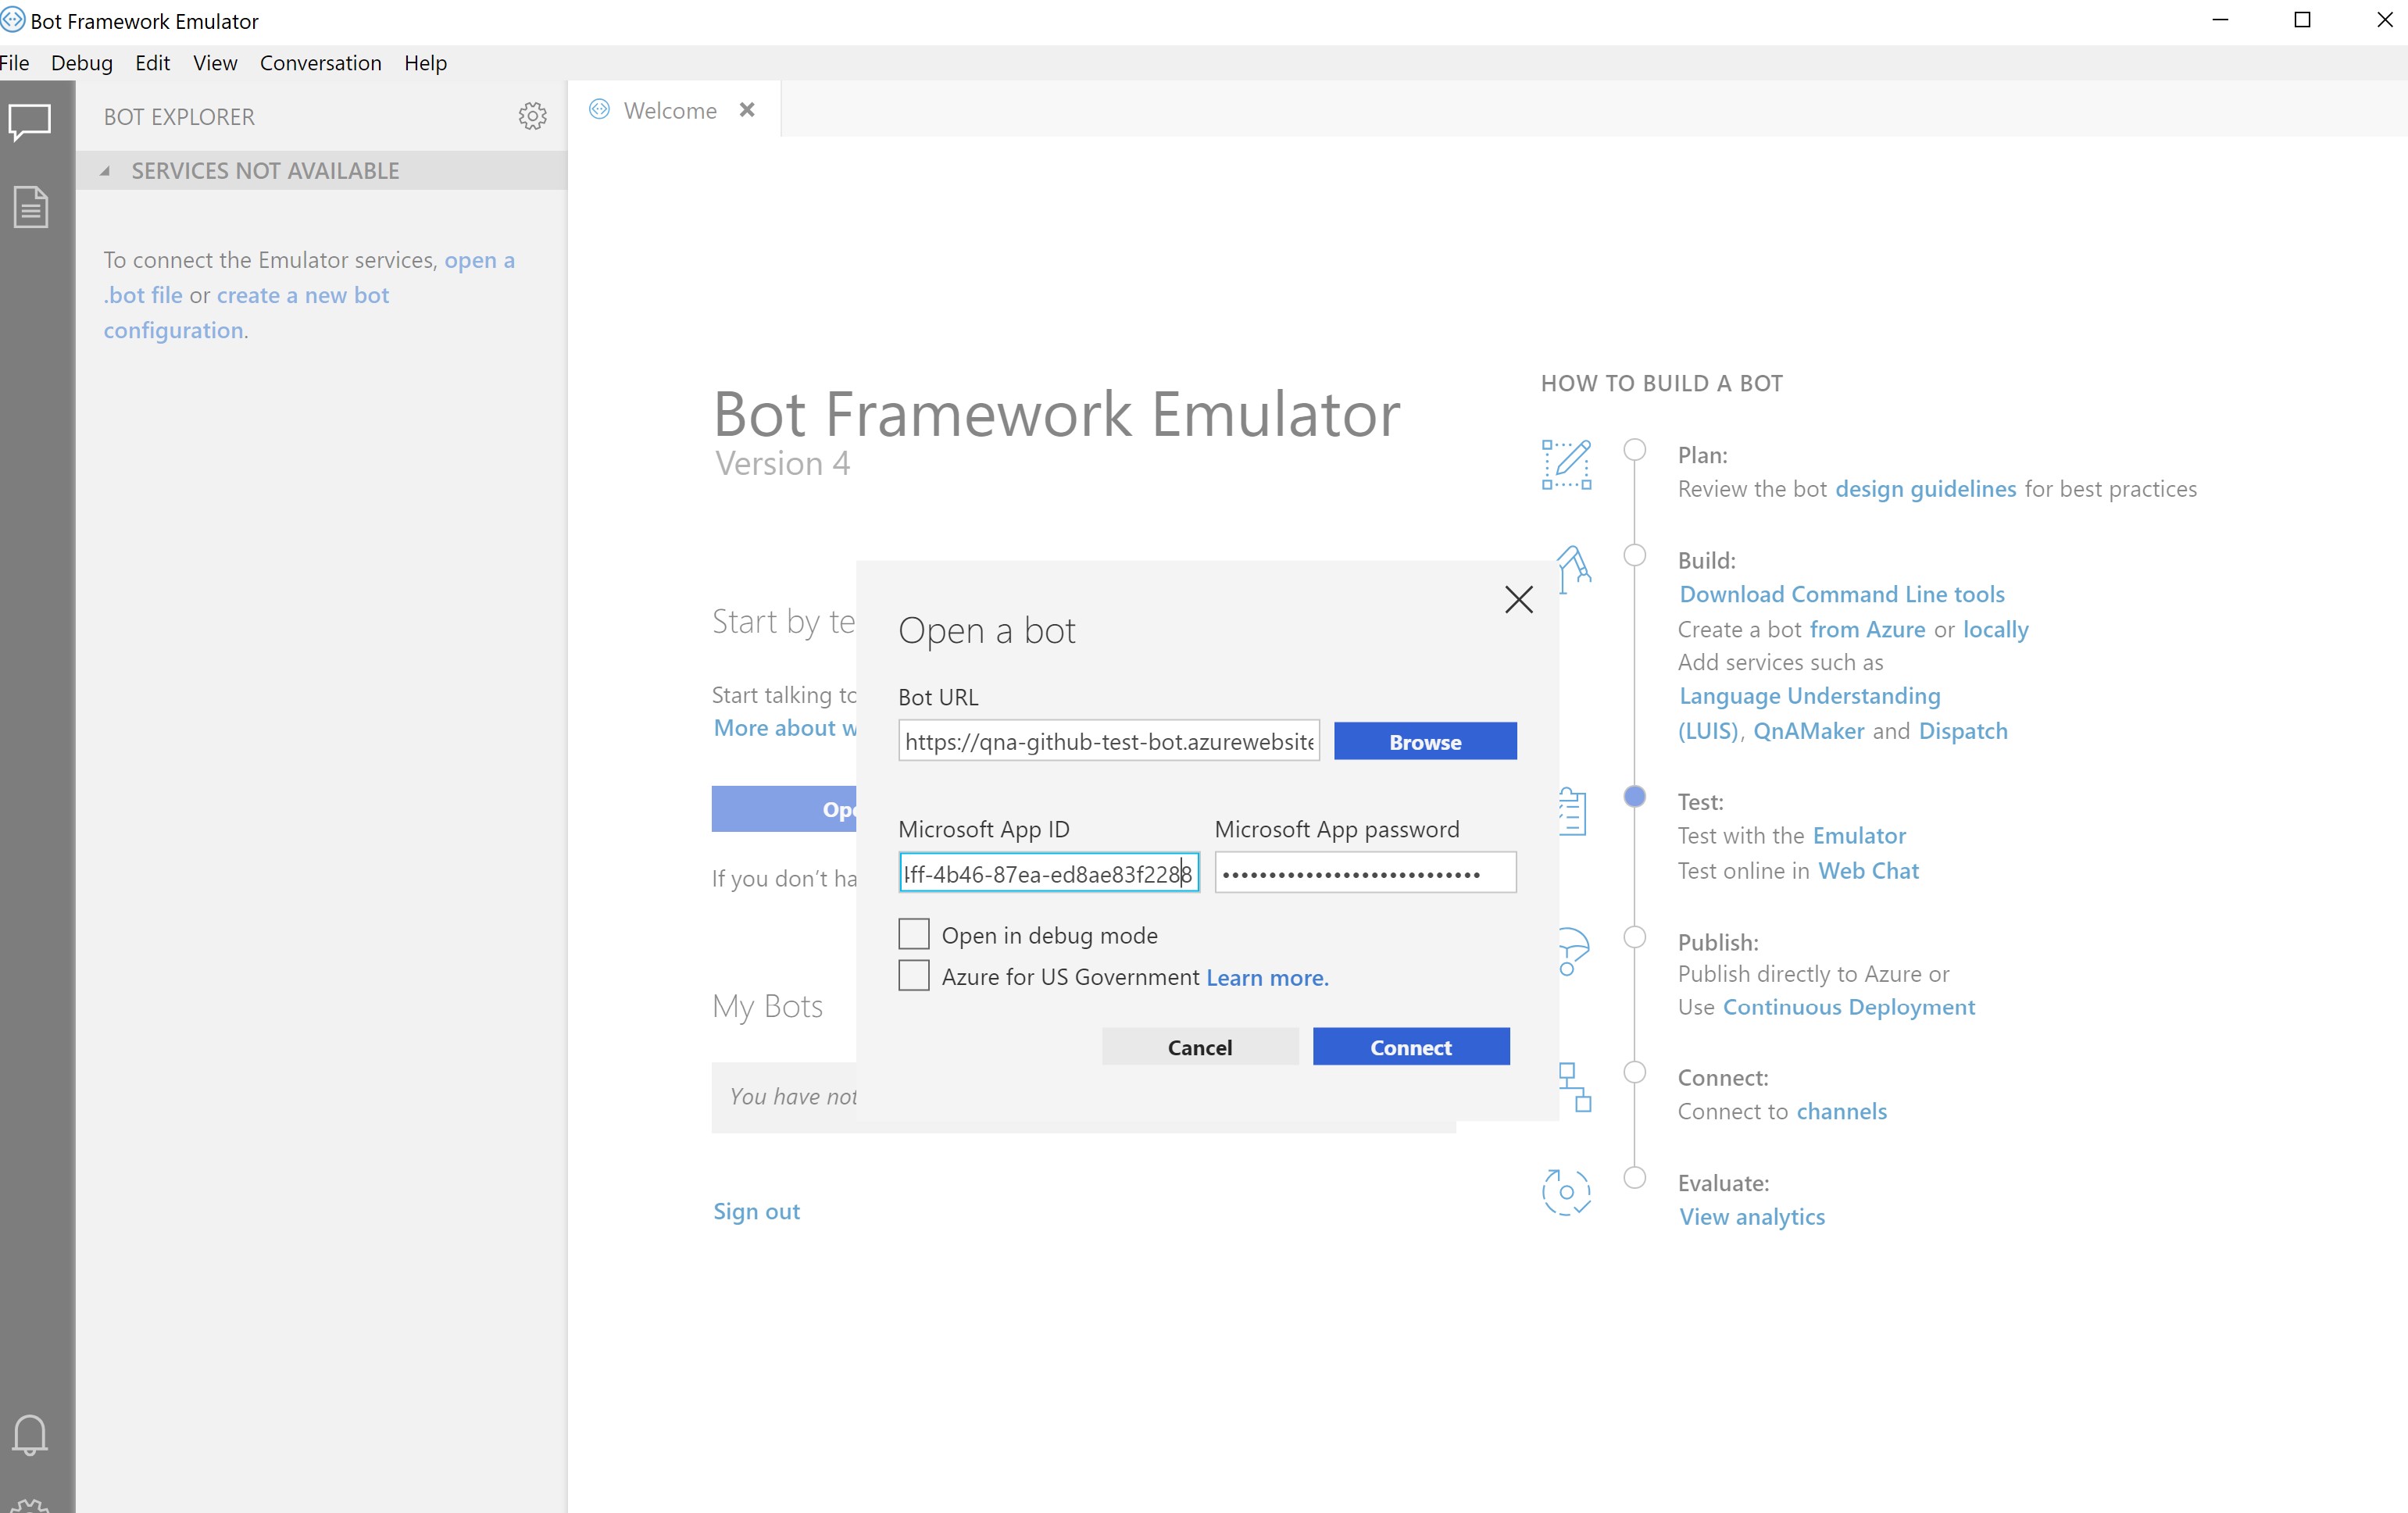 Bot Framework Emulator
File Debug Edit View Conversation Help
BOT EXPLORER
SERVICES NOT AVAILABLE
To connect the Emulator services, open a
.bot file or create a new bot
configuration.
Welcome
Bot Framework Emulator
Version 4
Start by te
Start talking to
More about w
Ope
If you don't ha
My Bots
You have not
Sign out
Open a bot
Bot URL
https://qna-github-test-bot.azurewebsite
Browse
Microsoft App ID
Microsoft App password
ff-4b46-87ea-ed8ae83f2288
••••••••••••••••••••••••••••
Open in debug mode
Azure for US Government Learn more.
Cancel
Connect
HOW TO BUILD A BOT
Plan:
Review the bot design guidelines for best practices
Build:
Download Command Line tools
Create a bot from Azure or locally
Add services such as
Language Understanding
(LUIS), QnAMaker and Dispatch
Test:
Test with the Emulator
Test online in Web Chat
Publish:
Publish directly to Azure or
Use Continuous Deployment
Connect:
Connect to channels
Evaluate:
View analytics